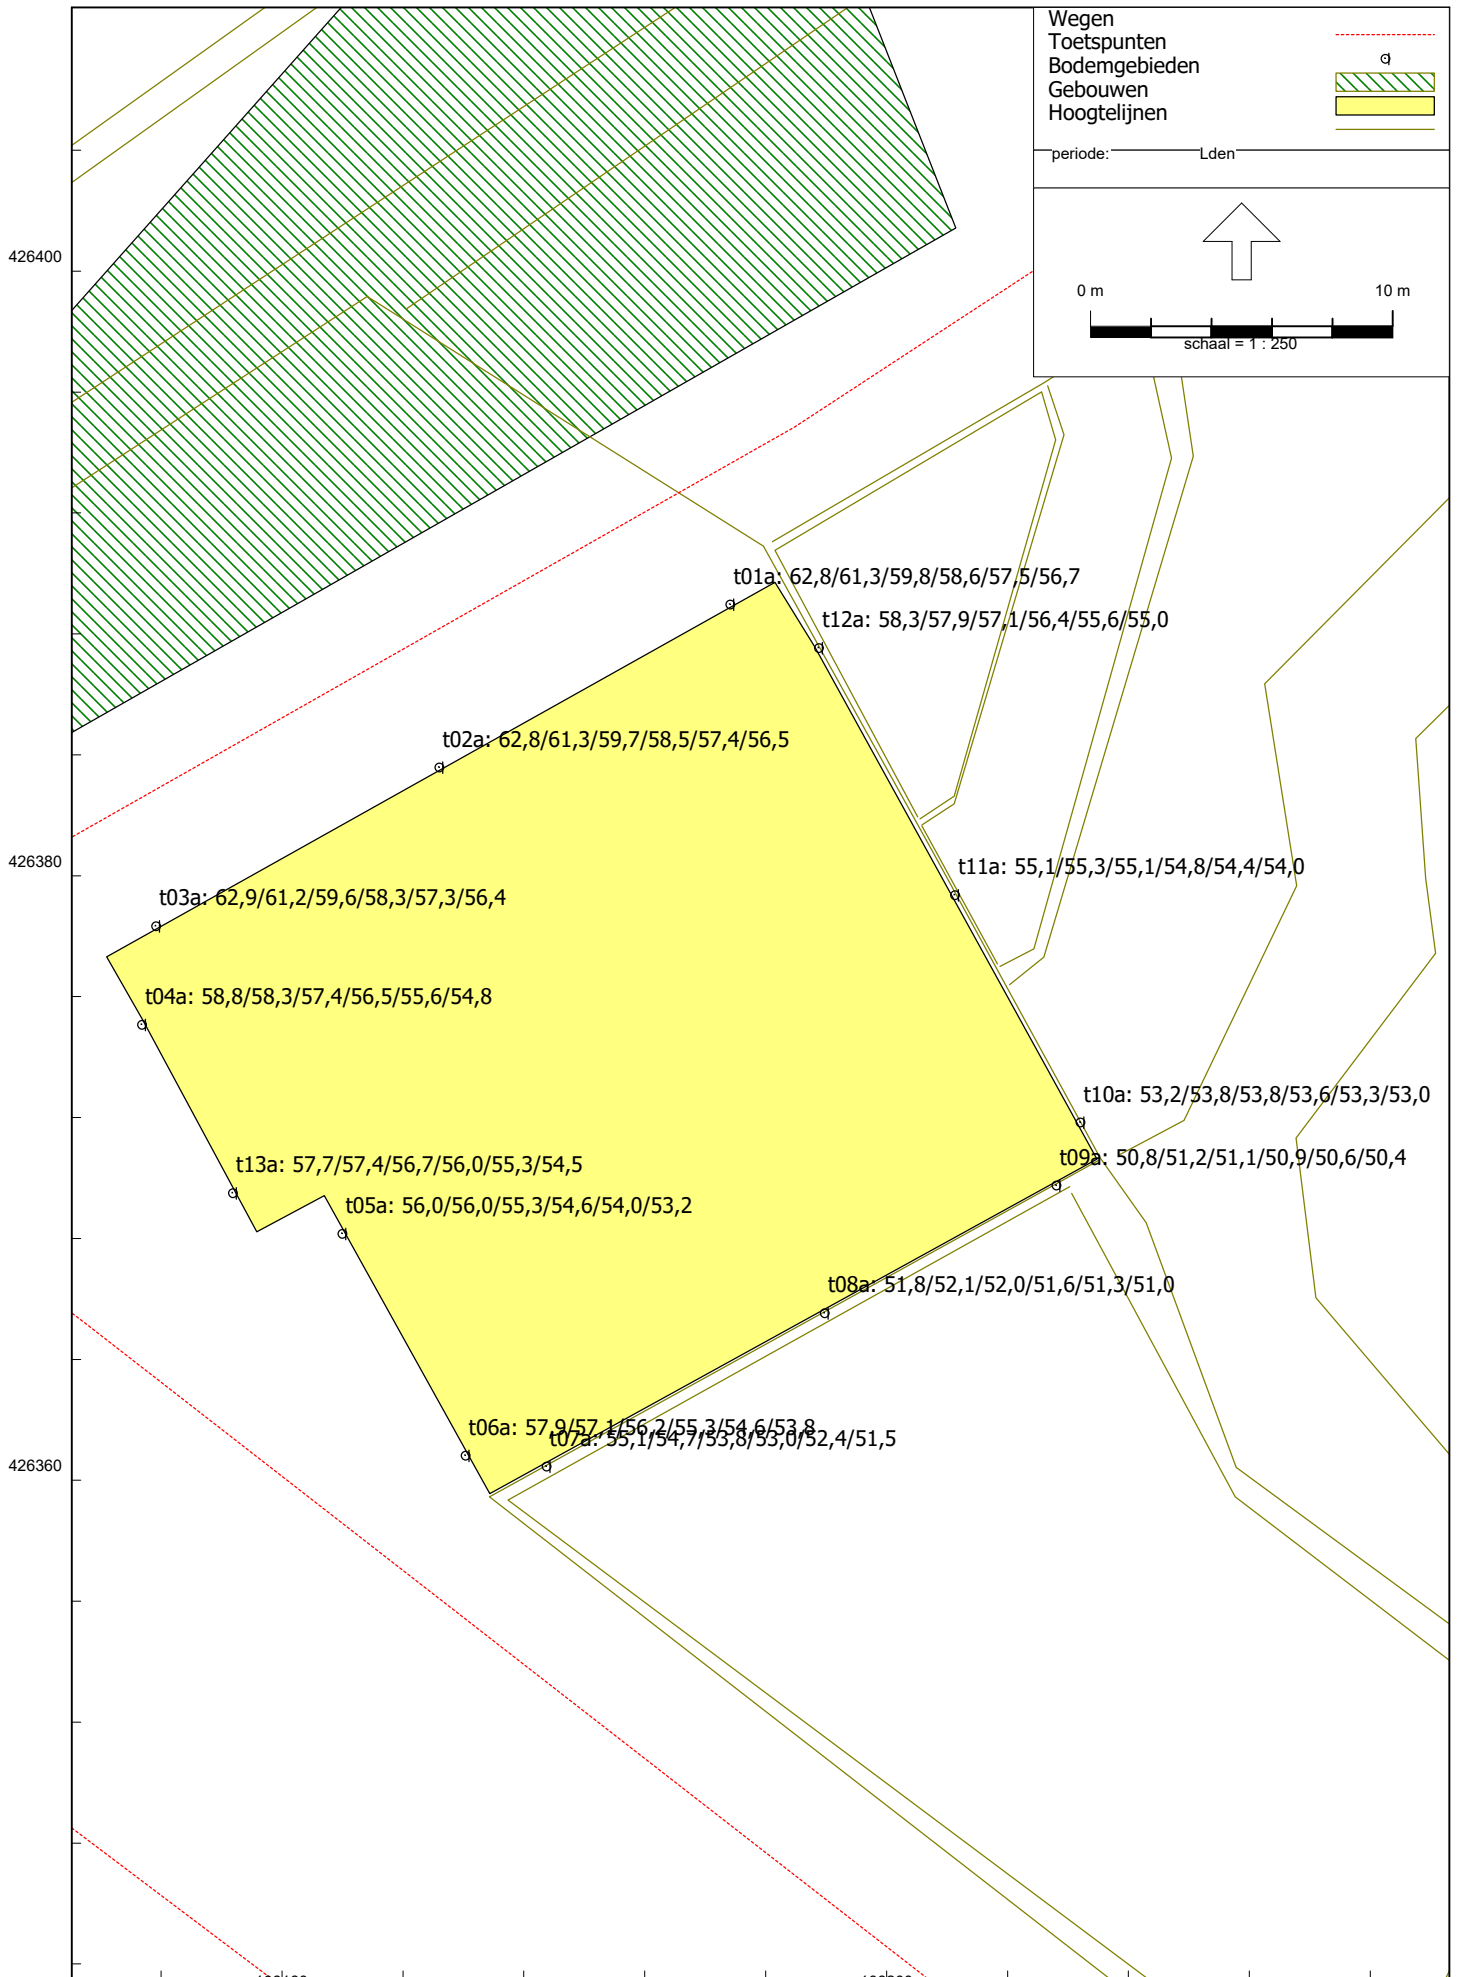 Wegen
Toetspunten
Bodemgebieden
Gebouwen
Hoogtelijnen
periode: Lden
426400
0 m 10 m
schaal = 1 : 250
t01a: 62,8/61,3/59,8/58,6/57,5/56,7
t12a: 58,3/57,9/57,1/56,4/55,6/55,0
t02a: 62,8/61,3/59,7/58,5/57,4/56,5
426380
t11a: 55,1/55,3/55,1/54,8/54,4/54,0
t03a: 62,9/61,2/59,6/58,3/57,3/56,4
t04a: 58,8/58,3/57,4/56,5/55,6/54,8
t10a: 53,2/53,8/53,8/53,6/53,3/53,0
t09a: 50,8/51,2/51,1/50,9/50,6/50,4
t13a: 57,7/57,4/56,7/56,0/55,3/54,5
t05a: 56,0/56,0/55,3/54,6/54,0/53,2
t08a: 51,8/52,1/52,0/51,6/51,3/51,0
t06a: 57,9/57,1/56,2/55,3/54,6/53,8
t07a: 55,1/54,7/53,8/53,0/52,4/51,5
426360